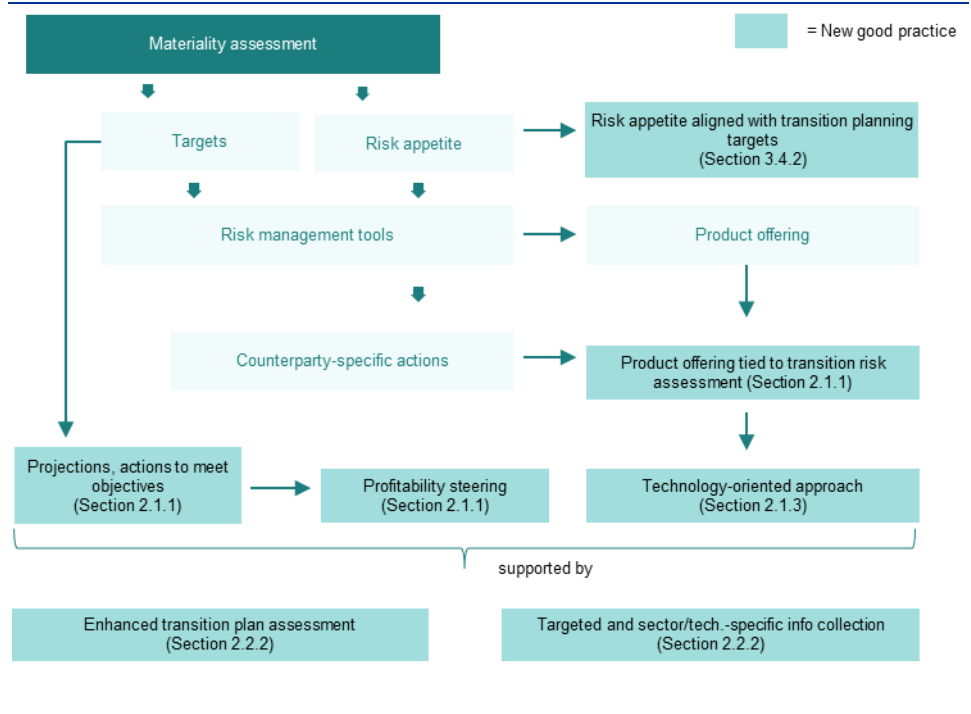 Materiality assessment
= New good practice
Targets
Risk appetite
Risk appetite aligned with transition planning
targets
(Section 3.4.2)
Risk management tools
Product offering
Counterparty-specific actions
Product offering tied to transition risk
assessment (Section 2.1.1)
Projections, actions to meet
objectives
(Section 2.1.1)
Profitability steering
(Section 2.1.1)
Technology-oriented approach
(Section 2.1.3)
supported by
Enhanced transition plan assessment
(Section 2.2.2)
Targeted and sector/tech.-specific info collection
(Section 2.2.2)